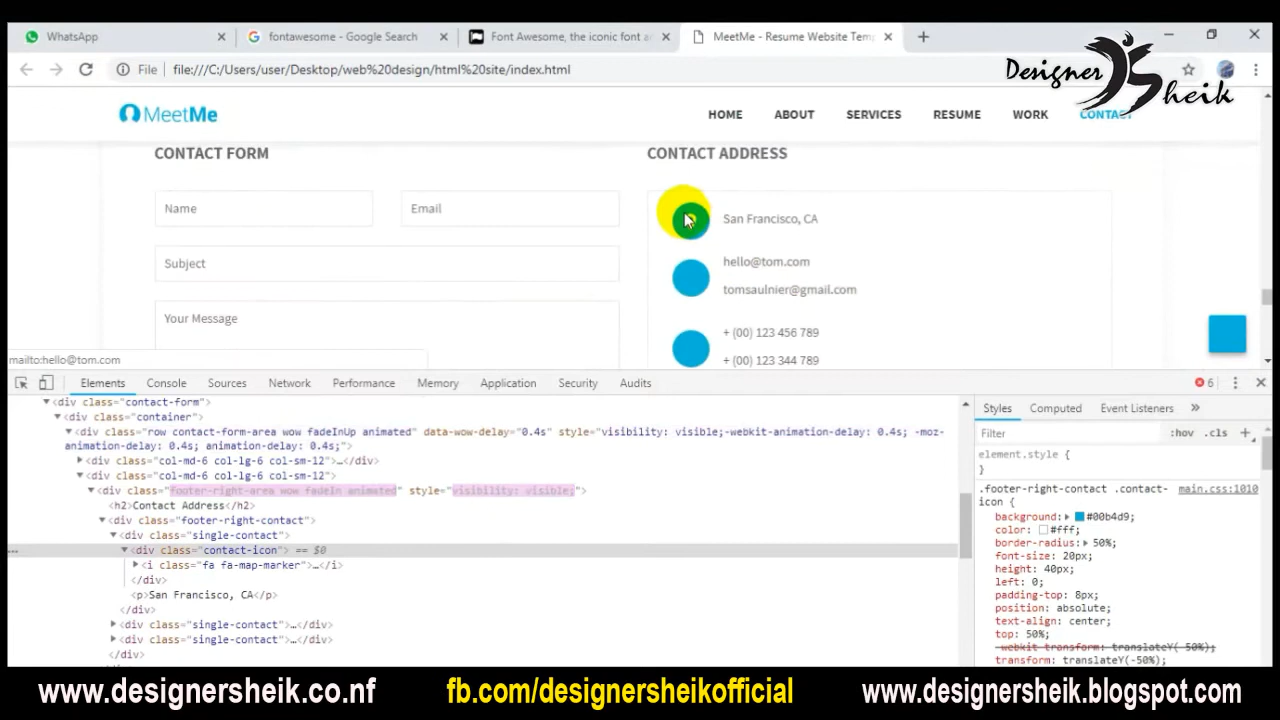 WhatsApp
fontawesome - Google Search
Font Awesome, the iconic font a
MeetMe - Resume Website Tem
File
file:///C:/Users/user/Desktop/web%20design/html%20site/index.html
Designer Sheik
MeetMe
HOME
ABOUT
SERVICES
RESUME
WORK
CONTACT
CONTACT FORM
CONTACT ADDRESS
Name
Email
San Francisco, CA
Subject
hello@tom.com
tomsaulnier@gmail.com
Your Message
+ (00) 123 456 789
+ (00) 123 344 789
mailto:hello@tom.com
Elements
Console
Sources
Network
Performance
Memory
Application
Security
Audits
6
<div class="contact-form">
<div class="container">
<div class="row contact-form-area wow fadeInUp animated" data-wow-delay="0.4s" style="visibility: visible;-webkit-animation-delay: 0.4s; -moz-
animation-delay: 0.4s; animation-delay: 0.4s;">
<div class="col-md-6 col-lg-6 col-sm-12">…</div>
<div class="col-md-6 col-lg-6 col-sm-12">
<div class="footer-right-area wow fadeIn animated" style="visibility: visible;">
<h2>Contact Address</h2>
<div class="footer-right-contact">
<div class="single-contact">
<div class="contact-icon"> == $0
<i class="fa fa-map-marker">…</i>
</div>
<p>San Francisco, CA</p>
</div>
<div class="single-contact">…</div>
<div class="single-contact">…</div>
</div>
Styles
Computed
Event Listeners
Filter
:hov .cls
element.style {
}
.footer-right-contact .contact- main.css:1010
icon {
background: #00b4d9;
color: #fff;
border-radius: 50%;
font-size: 20px;
height: 40px;
left: 0;
padding-top: 8px;
position: absolute;
text-align: center;
top: 50%;
-webkit-transform: translateY(-50%);
transform: translateY(-50%);
www.designersheik.co.nf
fb.com/designersheikofficial
www.designersheik.blogspot.com